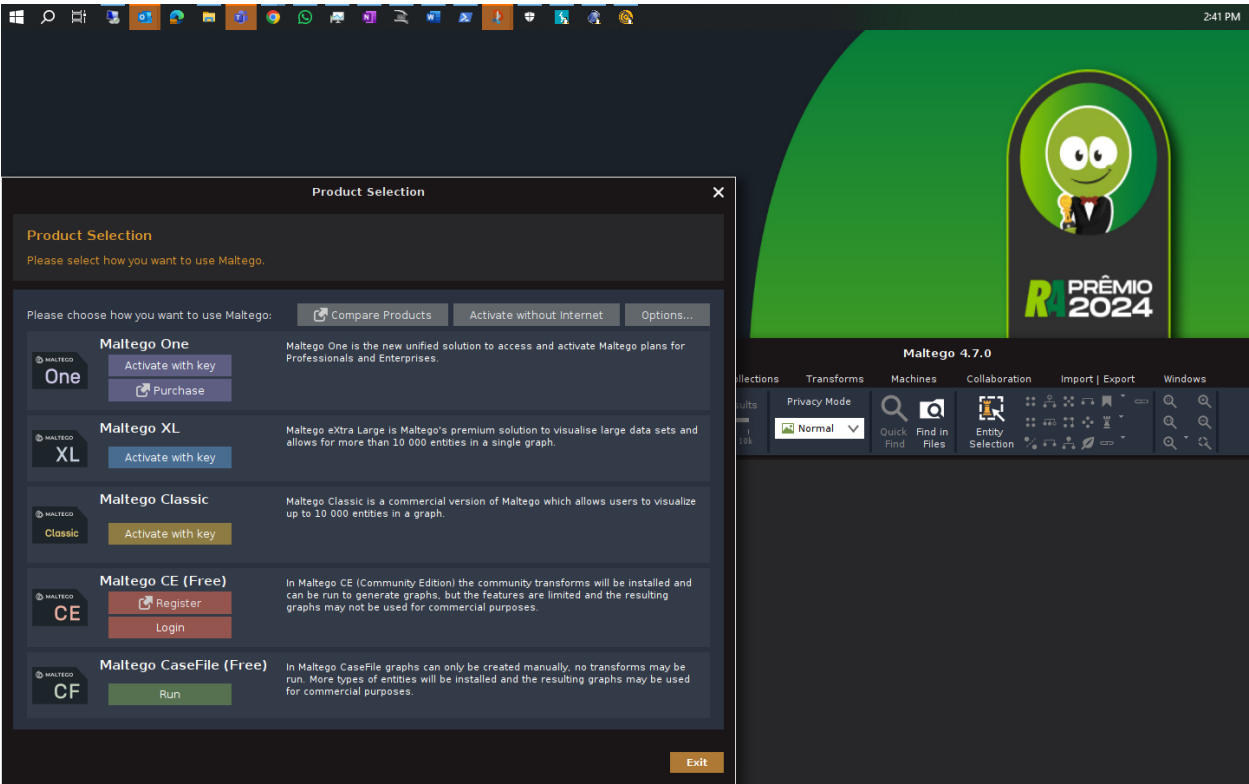 2:41 PM
Product Selection
Product Selection
Please select how you want to use Maltego.
Please choose how you want to use Maltego:
Compare Products
Activate without Internet
Options...
MALTEGO
One
Maltego One
Activate with key
Purchase
Maltego One is the new unified solution to access and activate Maltego plans for
Professionals and Enterprises.
MALTEGO
XL
Maltego XL
Activate with key
Maltego eXtra Large is Maltego's premium solution to visualise large data sets and
allows for more than 10 000 entities in a single graph.
MALTEGO
Classic
Maltego Classic
Activate with key
Maltego Classic is a commercial version of Maltego which allows users to visualize
up to 10 000 entities in a graph.
MALTEGO
CE
Maltego CE (Free)
Register
Login
In Maltego CE (Community Edition) the community transforms will be installed and
can be run to generate graphs, but the features are limited and the resulting
graphs may not be used for commercial purposes.
MALTEGO
CF
Maltego CaseFile (Free)
Run
In Maltego CaseFile graphs can only be created manually, no transforms may be
run. More types of entities will be installed and the resulting graphs may be used
for commercial purposes.
Exit
RA PRÊMIO
2024
Maltego 4.7.0
ollections
Transforms
Machines
Collaboration
Import | Export
Windows
sults
10k
Privacy Mode
Normal
Quick
Find
Find in
Files
Entity
Selection